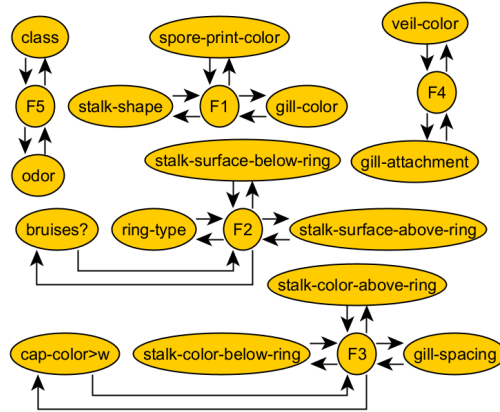 class
spore-print-color
veil-color
F5
stalk-shape
F1
gill-color
F4
odor
stalk-surface-below-ring
gill-attachment
bruises?
ring-type
F2
stalk-surface-above-ring
stalk-color-above-ring
cap-color>w
stalk-color-below-ring
F3
gill-spacing